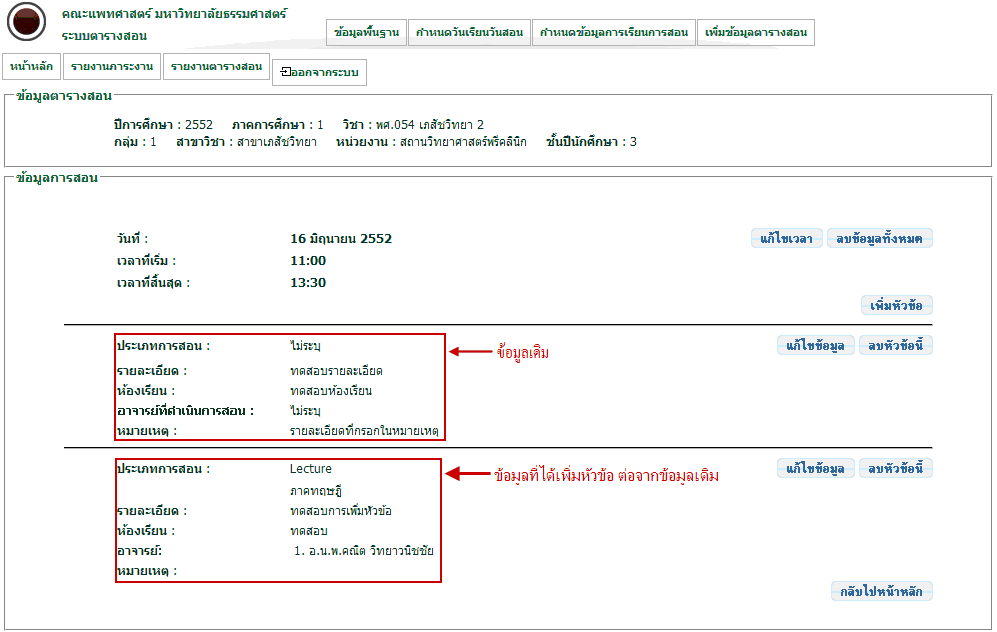 คณะแพทศาสตร์ มหาวิทยาลัยธรรมศาสตร์
ระบบตารางสอน
ข้อมูลพื้นฐาน กำหนดวันเรียนวันสอน กำหนดข้อมูลการเรียนการสอน เพิ่มข้อมูลตารางสอน
หน้าหลัก รายงานภาระงาน รายงานตารางสอน ออกจากระบบ
ข้อมูลตารางสอน
ปีการศึกษา : 2552 ภาคการศึกษา : 1 วิชา : พศ.054 เภสัชวิทยา 2
กลุ่ม : 1 สาขาวิชา : สาขาเภสัชวิทยา หน่วยงาน : สถานวิทยาศาสตร์พรีคลินิก ชั้นปีนักศึกษา : 3
ข้อมูลการสอน
วันที่ : 16 มิถุนายน 2552 แก้ไขเวลา ลบข้อมูลทั้งหมด
เวลาที่เริ่ม : 11:00
เวลาที่สิ้นสุด : 13:30
เพิ่มหัวข้อ
ประเภทการสอน : ไม่ระบุ ข้อมูลเดิม แก้ไขข้อมูล ลบหัวข้อนี้
รายละเอียด : ทดสอบรายละเอียด
ห้องเรียน : ทดสอบห้องเรียน
อาจารย์ที่ดำเนินการสอน : ไม่ระบุ
หมายเหตุ : รายละเอียดที่กรอกในหมายเหตุ
ประเภทการสอน : Lecture ข้อมูลที่ได้เพิ่มหัวข้อ ต่อจากข้อมูลเดิม แก้ไขข้อมูล ลบหัวข้อนี้
ภาคทฤษฎี
รายละเอียด : ทดสอบการเพิ่มหัวข้อ
ห้องเรียน : ทดสอบ
อาจารย์: 1. อ.น.พ.คณิต วิทยาวนิชชัย
หมายเหตุ :
กลับไปหน้าหลัก